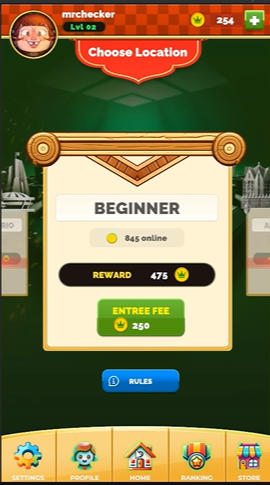 mrchecker
Lvl 02
254
Choose Location
BEGINNER
845 online
RIO
REWARD 475
ENTREE FEE
250
RULES
SETTINGS
PROFILE
HOME
RANKING
STORE